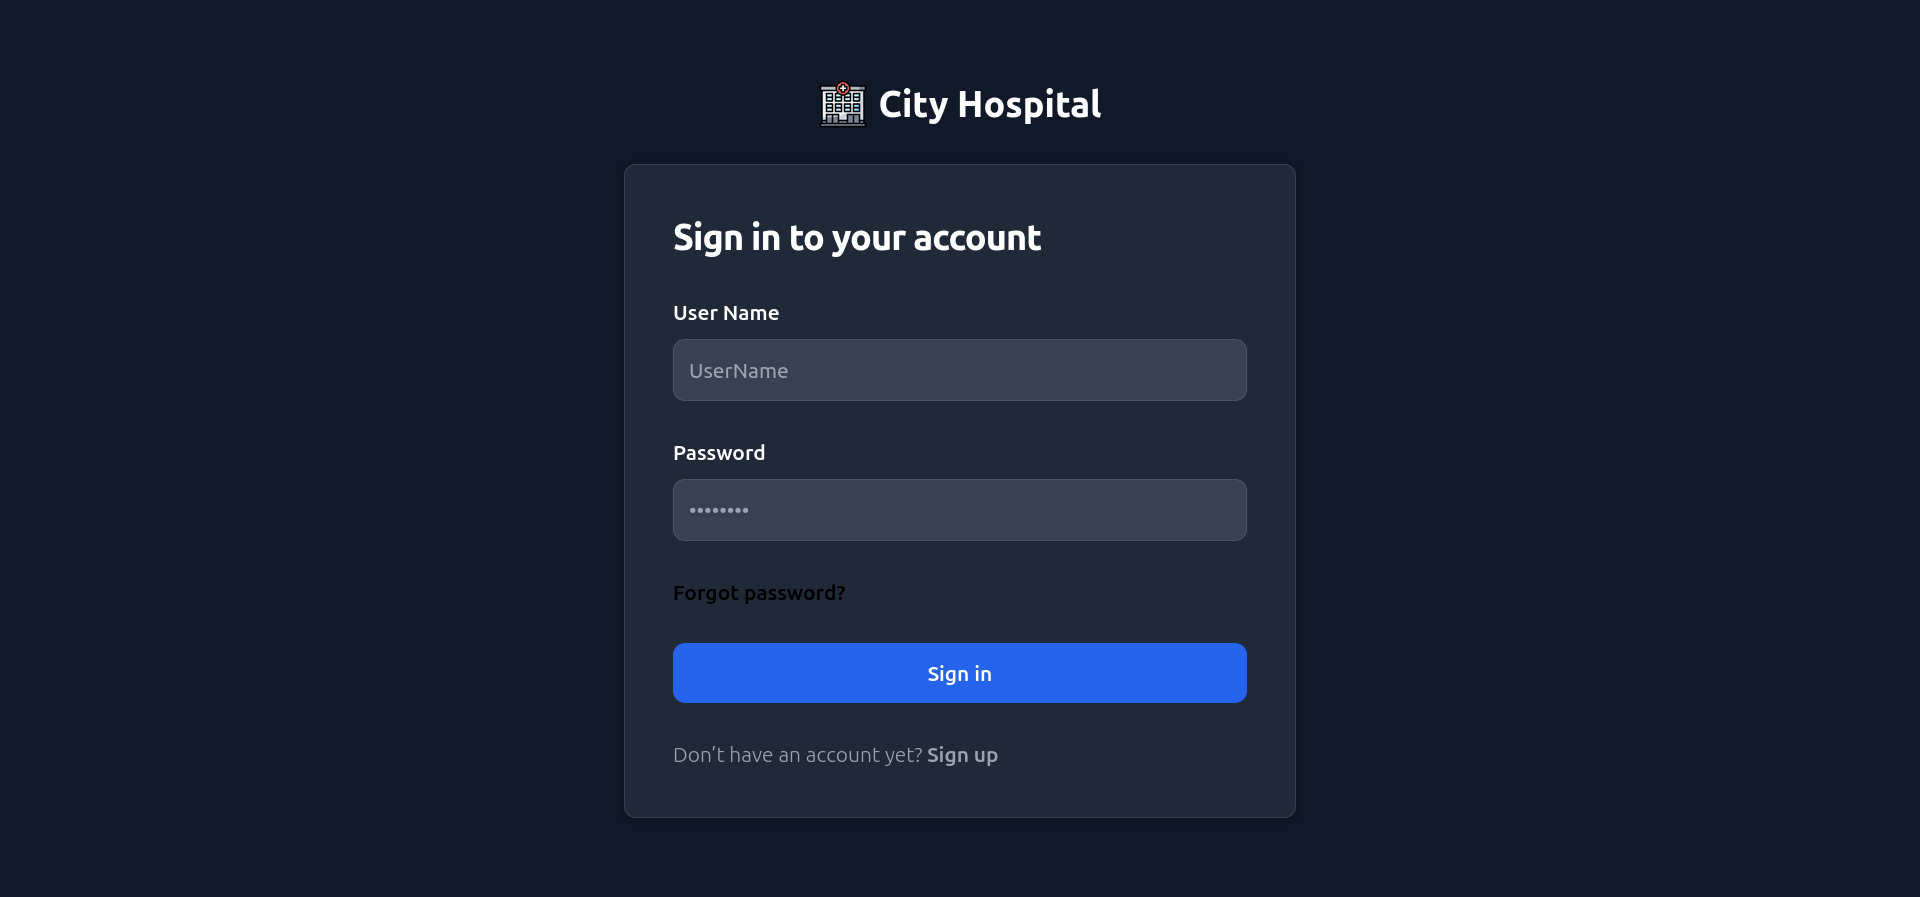 City Hospital
Sign in to your account
User Name
UserName
Password
••••••••
Forgot password?
Sign in
Don’t have an account yet? Sign up